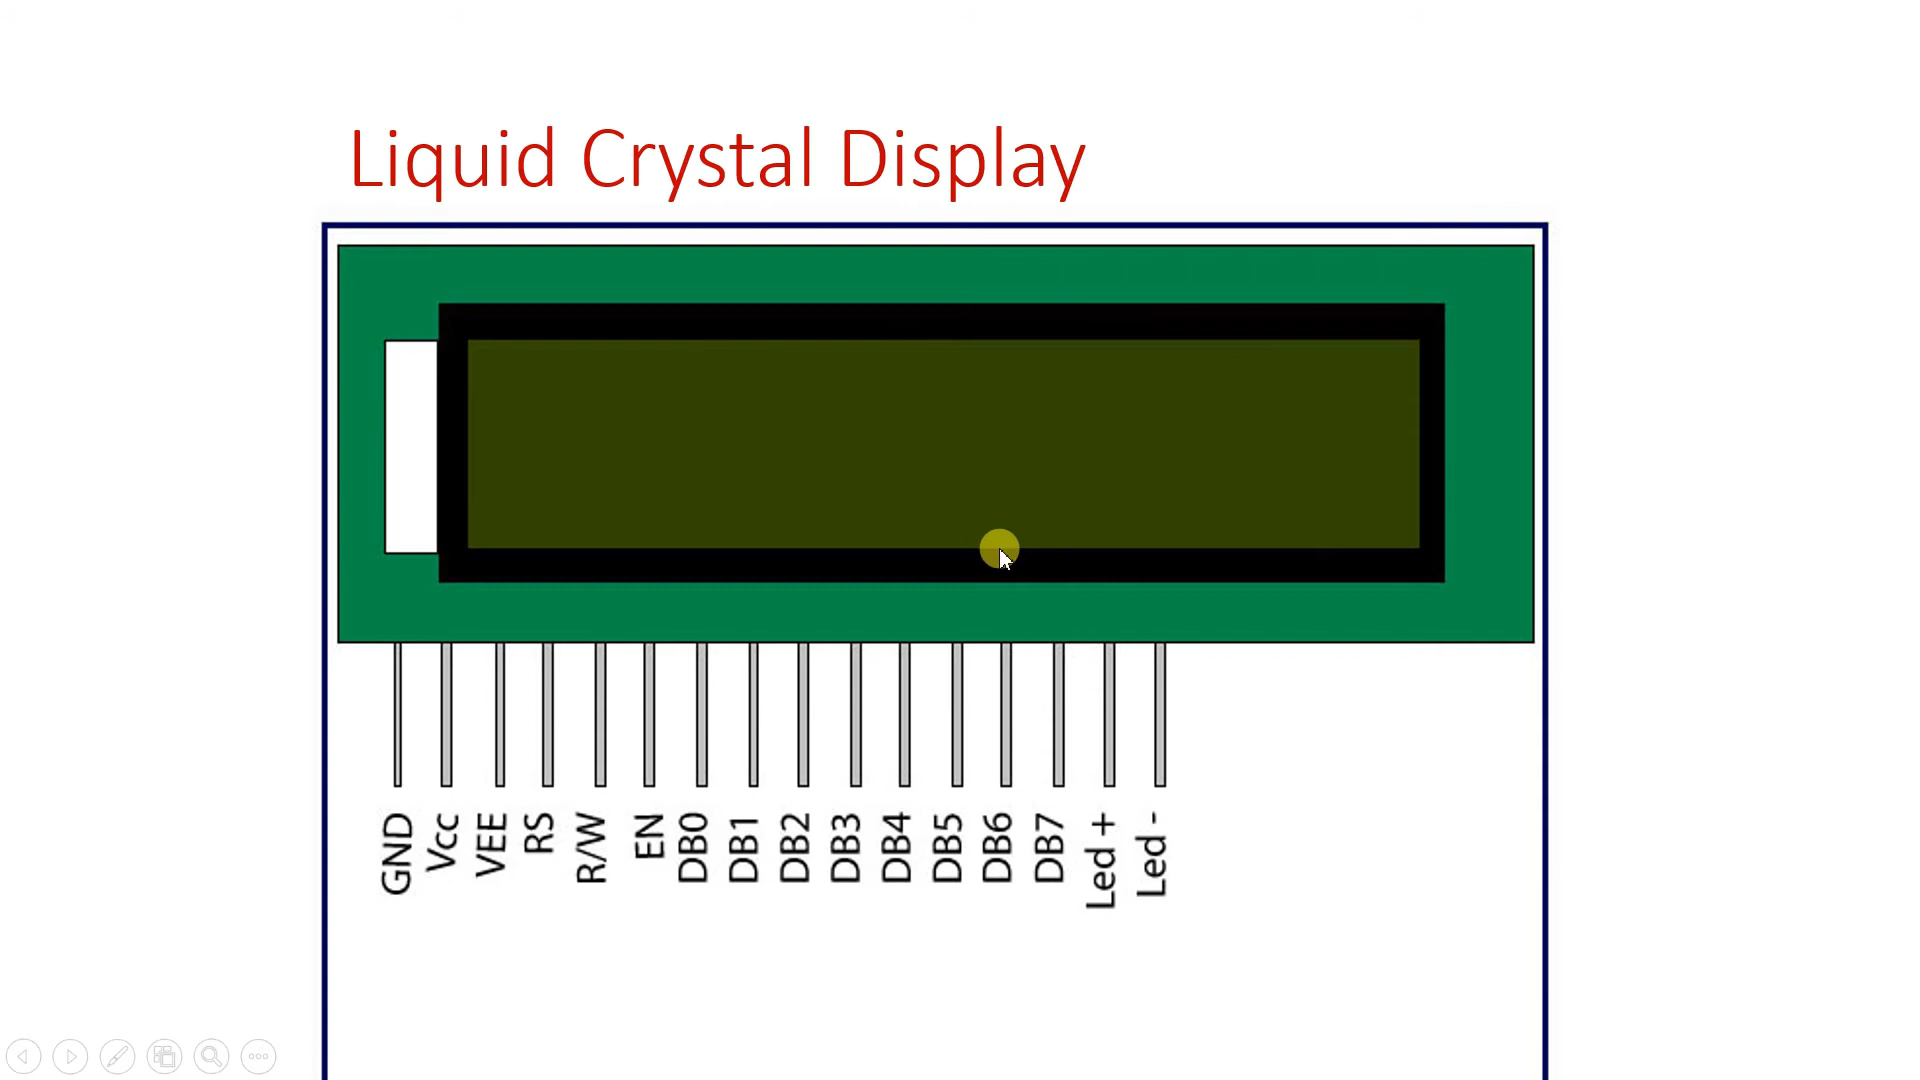 Liquid Crystal Display
GND
Vcc
VEE
RS
R/W
EN
DB0
DB1
DB2
DB3
DB4
DB5
DB6
DB7
Led +
Led -